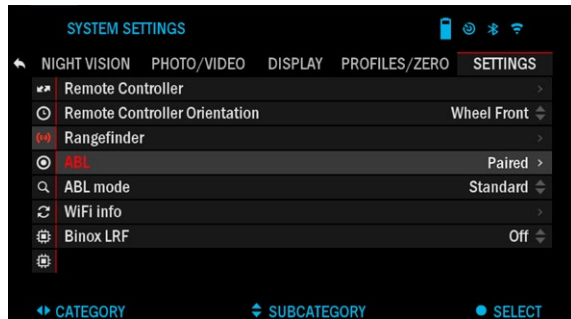 SYSTEM SETTINGS
NIGHT VISION PHOTO/VIDEO DISPLAY PROFILES/ZERO SETTINGS
Remote Controller
Remote Controller Orientation Wheel Front
Rangefinder
ABL Paired
ABL mode Standard
WiFi info
Binox LRF Off
CATEGORY SUBCATEGORY SELECT